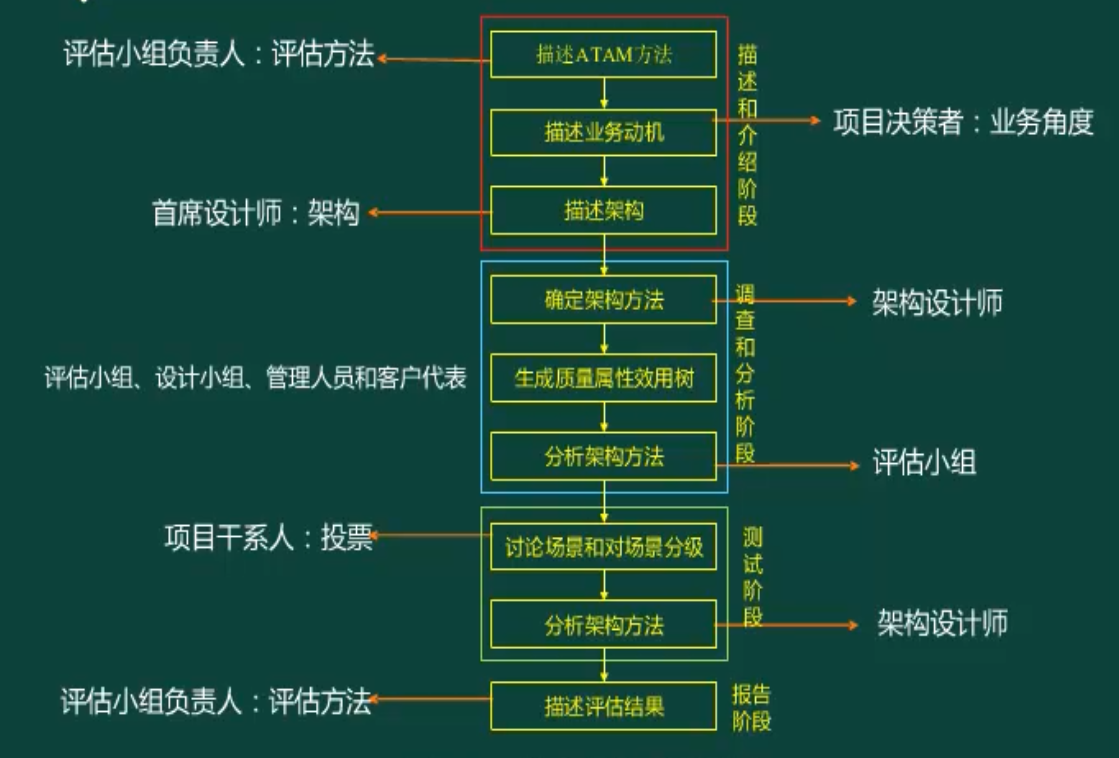 评估小组负责人：评估方法
描述ATAM方法
描述和介绍阶段
描述业务动机
项目决策者：业务角度
首席设计师：架构
描述架构
确定架构方法
调查和分析阶段
架构设计师
评估小组、设计小组、管理人员和客户代表
生成质量属性效用树
分析架构方法
评估小组
项目干系人：投票
讨论场景和对场景分级
测试阶段
分析架构方法
架构设计师
评估小组负责人：评估方法
描述评估结果
报告
阶段